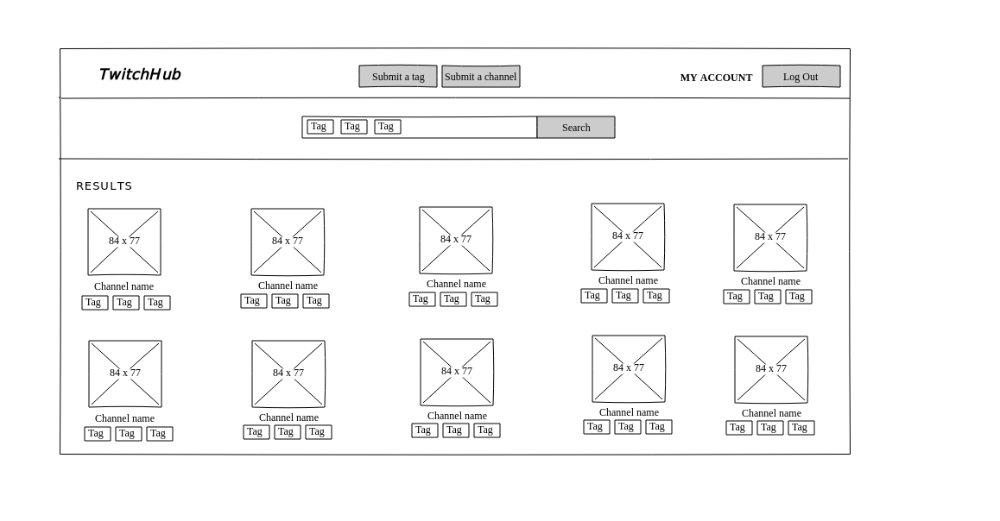 TwitchHub
Submit a tag
Submit a channel
MY ACCOUNT
Log Out
Tag Tag Tag
Search
RESULTS
84 x 77 84 x 77 84 x 77 84 x 77 84 x 77
Channel name Channel name Channel name Channel name Channel name
Tag Tag Tag Tag Tag Tag Tag Tag Tag Tag Tag Tag Tag Tag Tag
84 x 77 84 x 77 84 x 77 84 x 77 84 x 77
Channel name Channel name Channel name Channel name Channel name
Tag Tag Tag Tag Tag Tag Tag Tag Tag Tag Tag Tag Tag Tag Tag